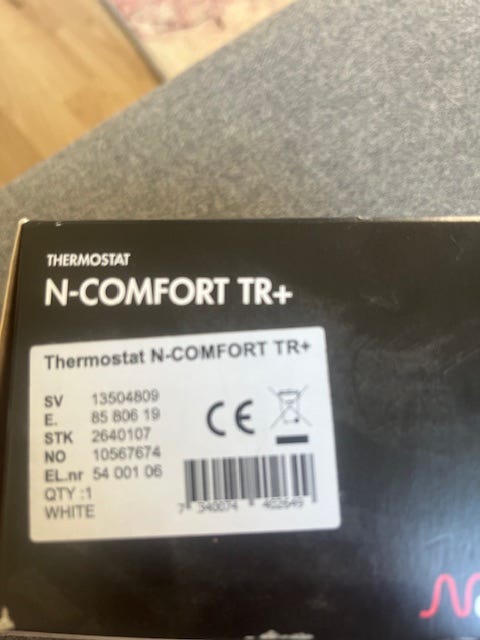 THERMOSTAT
N-COMFORT TR+
Thermostat N-COMFORT TR+
SV 13504809
E. 85 806 19
STK 2640107
NO 10567674
EL.nr 54 001 06
QTY :1
WHITE
CE
7 340074 402649